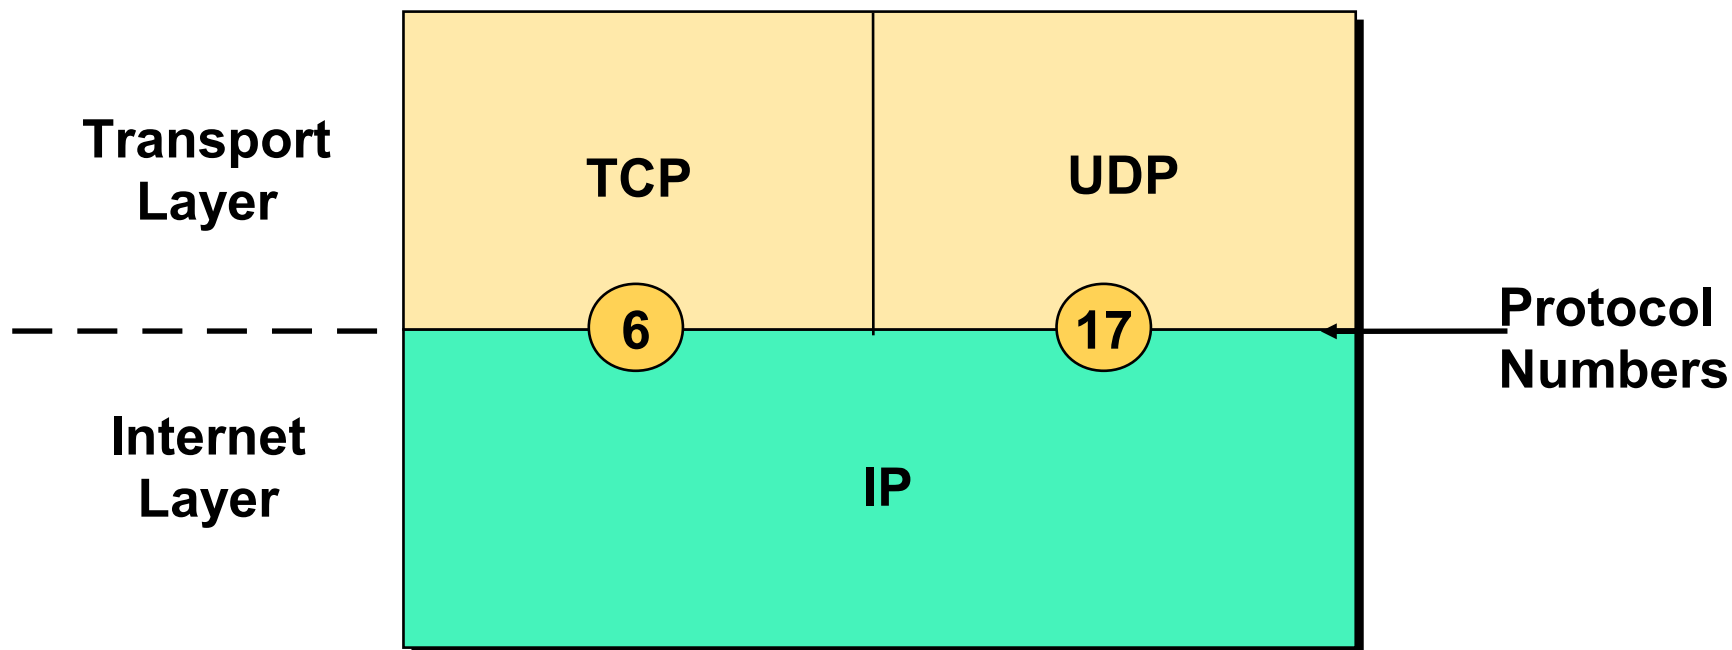 Transport
Layer
TCP
UDP
6
17
Protocol
Numbers
Internet
Layer
IP